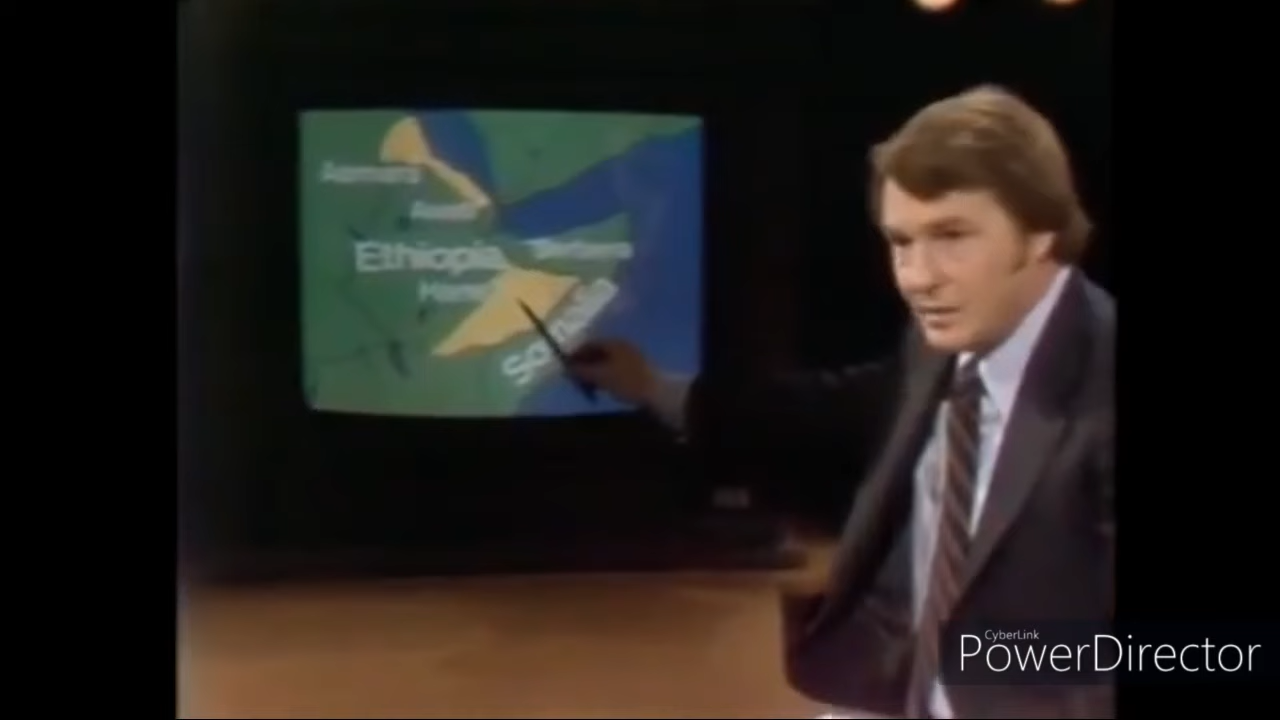 Asmara
Assab
Ethiopia
Berbera
Harar
Somalia
CyberLink
PowerDirector